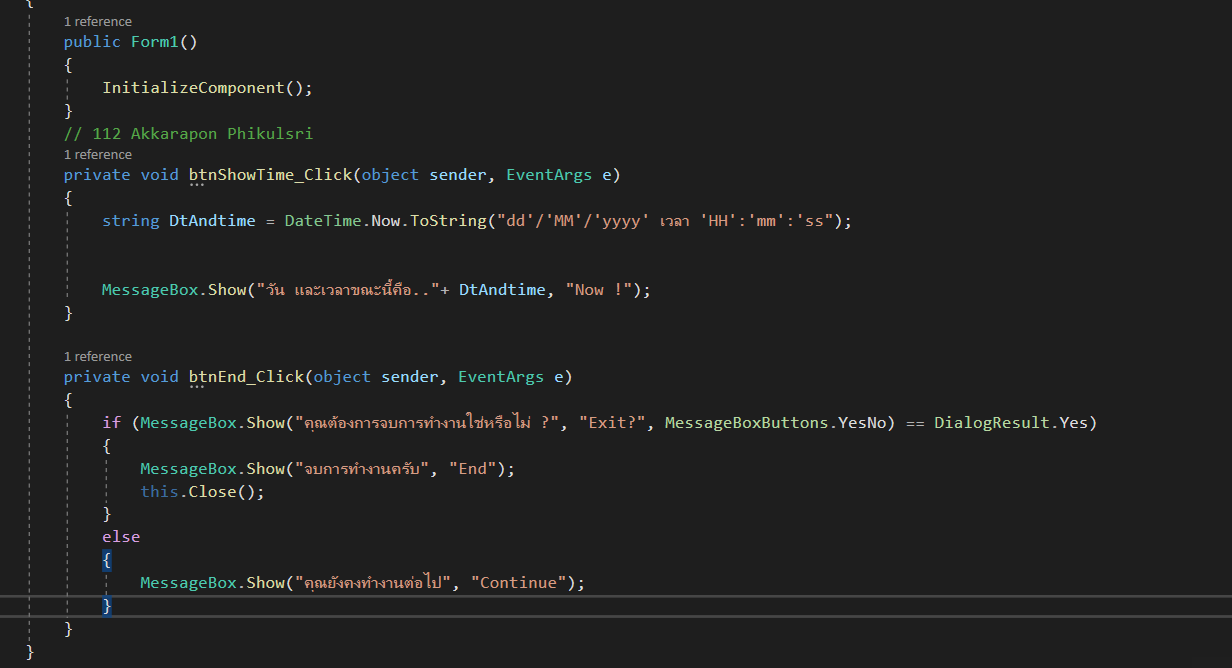 {
1 reference
public Form1()
{
InitializeComponent();
}
// 112 Akkarapon Phikulsri
1 reference
private void btnShowTime_Click(object sender, EventArgs e)
{
string DtAndtime = DateTime.Now.ToString("dd'/'MM'/'yyyy' เวลา 'HH':'mm':'ss");
MessageBox.Show("วัน และเวลาขณะนี้คือ.."+ DtAndtime, "Now !");
}
1 reference
private void btnEnd_Click(object sender, EventArgs e)
{
if (MessageBox.Show("คุณต้องการจบการทำงานใช่หรือไม่ ?", "Exit?", MessageBoxButtons.YesNo) == DialogResult.Yes)
{
MessageBox.Show("จบการทำงานครับ", "End");
this.Close();
}
else
{
MessageBox.Show("คุณยังคงทำงานต่อไป", "Continue");
}
}
}